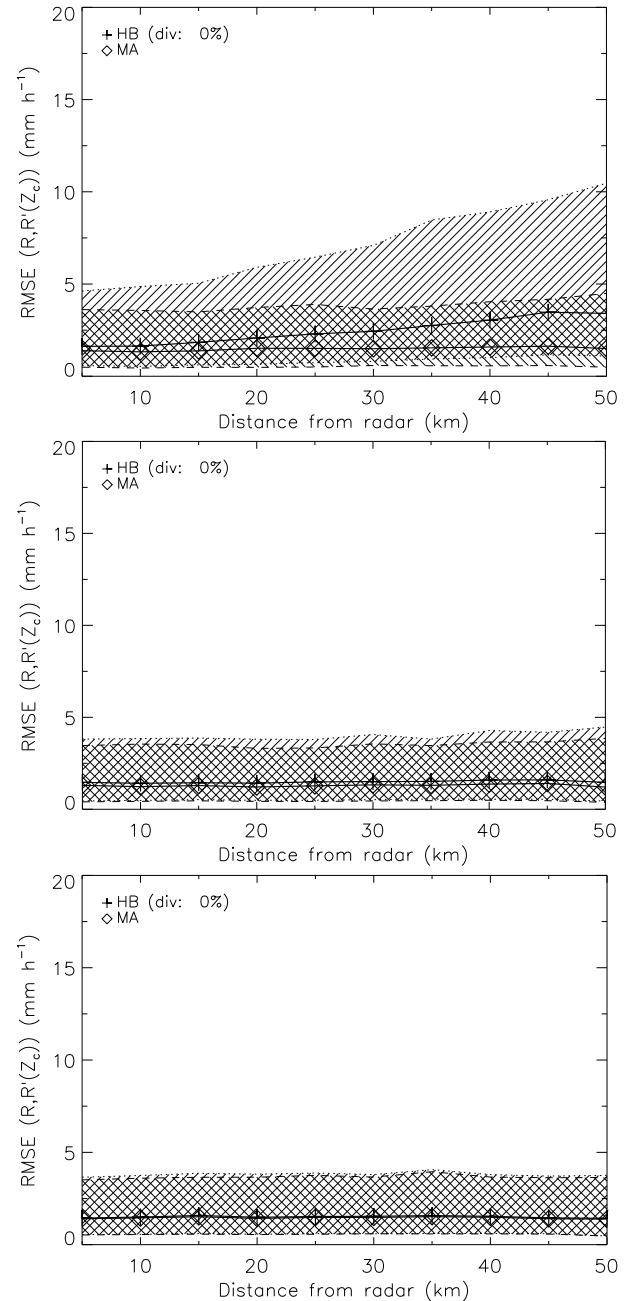 20
15
10
5
0
RMSE (R,R'(Z_c)) (mm h^-1)
+ HB (div: 0%)
◇ MA
10 20 30 40 50
Distance from radar (km)
20
15
10
5
0
RMSE (R,R'(Z_c)) (mm h^-1)
+ HB (div: 0%)
◇ MA
10 20 30 40 50
Distance from radar (km)
20
15
10
5
0
RMSE (R,R'(Z_c)) (mm h^-1)
+ HB (div: 0%)
◇ MA
10 20 30 40 50
Distance from radar (km)